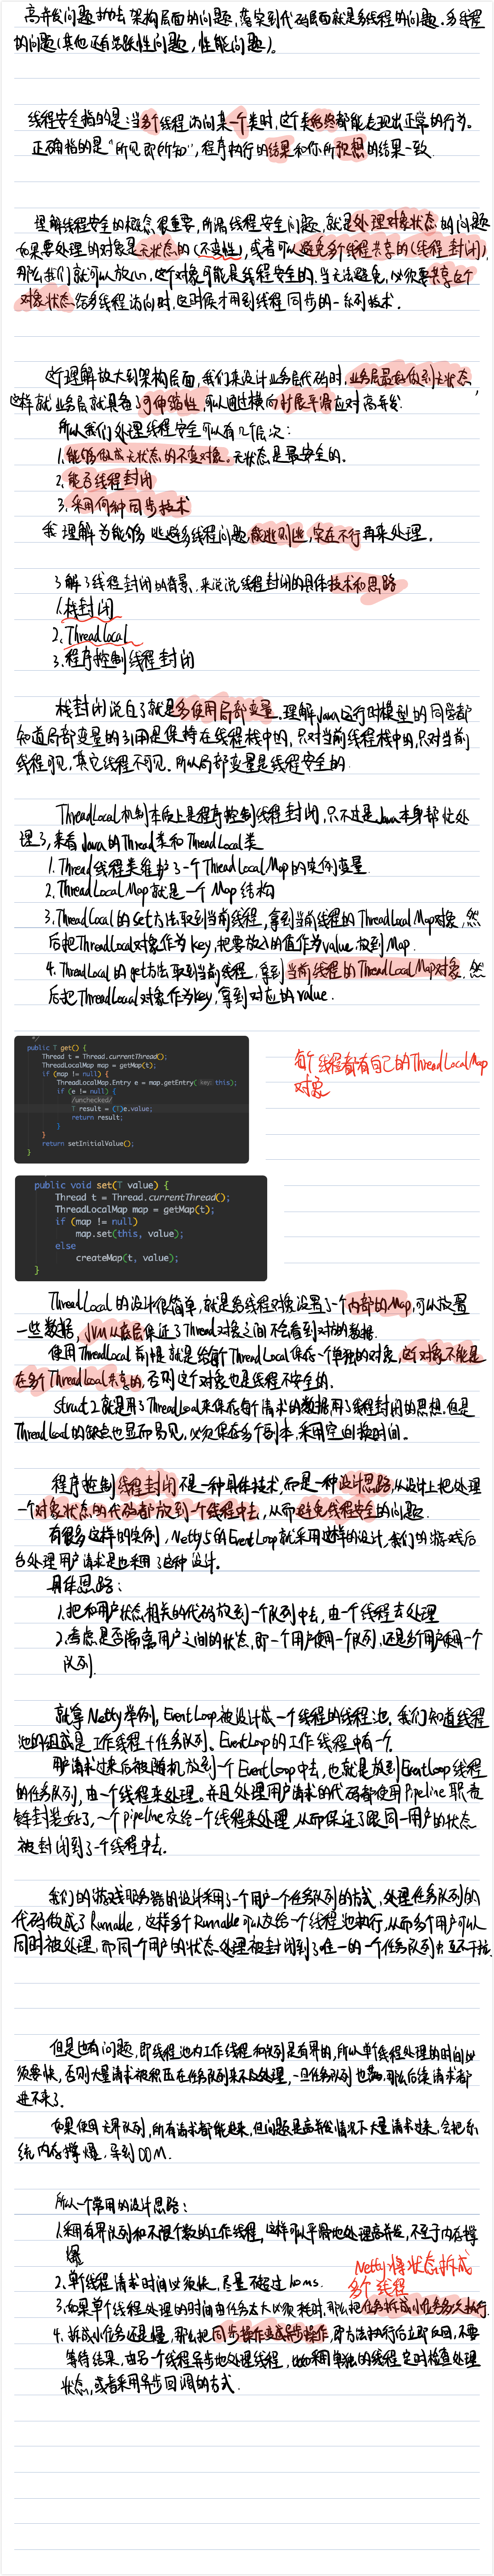 高并发问题抛去架构层面的问题，落实到代码层面就是多线程的问题。多线程
的问题（其他还有活跃性问题，性能问题）。
线程安全指的是：当多个线程访问某一个类时，这个类始终都能表现出正常的行为。
正确指的是“所见即所知”，程序执行的结果和你所预想的结果一致
理解线程安全的概念很重要，所谓线程安全问题，就是处理对象状态的问题
如果要处理的对象是无状态的（不变性），或者可以避免多个线程共享的（线程封闭），
那么我们就可以放心，这个对象可能是线程安全的，当无法避免，必须要共享这个
对象状态给多线程访问时，这时候才用到线程同步的一系列技术。
这个理解放大到架构层面，我们来设计业务层代码时，业务层最好做到无状态，
这样就业务层就具备了可伸缩性，可以通过横向扩展平滑应对高并发
所以我们处理线程安全可以有几个层次：
1.能够做成无状态的不变对象。无状态是最安全的。
2.能否线程封闭
3.采用何种同步技术
我理解为能够逃避多线程问题，能逃则逃，实在不行再来处理。
了解了线程封闭的背景，来说说线程封闭的具体技术和思路
1.栈封闭
2.ThreadLocal
3.程序控制线程封闭
栈封闭说白了就是多使用局部变量，理解Java运行时模型的同学都
知道局部变量的引用是保持在线程栈中的，只对当前线程栈中的，只对当前
线程可见，其它线程不可见。所以局部变量是线程安全的
ThreadLocal机制本质上是程序控制线程封闭，只不过是Java本身帮忙处
理了，来看Java的Thread类和ThreadLocal类
1.Thread线程类维护了一个ThreadLocalMap的实例变量
2.ThreadLocalMap就是一个Map结构
3.ThreadLocal的set方法取到当前线程，拿到当前线程的ThreadLocalMap对象，然
后把ThreadLocal对象作为key，把要放入的值作为value，放到Map
4.ThreadLocal的get方法取到当前线程，拿到当前线程的ThreadLocalMap对象，然
后把ThreadLocal对象作为key，拿到对应的value.
*/
public T get() {
Thread t = Thread.currentThread();
ThreadLocalMap map = getMap(t);
if (map != null) {
ThreadLocalMap.Entry e = map.getEntry( key: this);
if (e != null) {
/unchecked/
T result = (T)e.value;
return result;
}
}
return setInitialValue();
}
每个线程都有自己的ThreadLocalMap
对象
public void set(T value) {
Thread t = Thread.currentThread();
ThreadLocalMap map = getMap(t);
if (map != null)
map.set(this, value);
else
createMap(t, value);
}
ThreadLocal的设计很简单，就是给线程对象设置了一个内部的Map，可以放置
一些数据，JVM从底层保证了Thread对象之间不会看到对方的数据
使用ThreadLocal前提就是给每个ThreadLocal保存一个单独的对象，这个对象不能是
在多个ThreadLocal共享的，否则这个对象也是线程不安全的.
struct2就是用了ThreadLocal来保存每个请求的数据，用了线程封闭的思想，但是
ThreadLocal的缺点也显而易见，必须保存多个副本，采用空间换时间。
程序控制线程封闭不是一种具体技术，而是一种设计思路，从设计上把处理
一个对象状态的代码都放到一个线程中去，从而避免线程安全的问题
有很多这样的实例，Netty5的EventLoop就采用这样的设计，我们的游戏后
台处理用户请求是也采用了这种设计。
具体思路：
1.把和用户状态相关的代码放到一个队列中去，由一个线程去处理
2.考虑是否隔离用户之间的状态，即一个用户使用一个队列，还是多个用户使用一个
队列.
就拿Netty举例，EventLoop被设计成一个线程的线程池，我们知道线程
池的组成是工作线程+任务队列，EventLoop的工作线程中有一个.
用户请求过来后被随机放到一个EventLoop中去，也就是放到EventLoop线程
的任务队列，由一个线程来处理。并且处理用户请求的代码都使用Pipeline职责
链封装好了，一个Pipeline交给一个线程来处理，从而保证了跟同一用户的状态
被封闭到了一个线程中去.
我们的游戏服务器的设计采用了一个用户一个任务队列的方式，处理任务队列的
代码做成了Runnable，这样多个Runnable可以交给一个线程池执行，从而多个用户可以
同时被处理，而同一个用户的状态处理被封闭到了唯一的一个任务队列中，互不干扰.
但是也有问题，即线程池内工作线程和队列是有界的，所以单个线程处理的时间必
须要快，否则大量请求被积压在任务队列来不及处理，一旦任务队列也满，那么后续请求都
进不来了.
如果使用无界队列，所有请求都能进来，但问题是高并发情况下大量请求过来，会把系
统内存撑爆，导致OOM.
所以一个常用的设计思路：
1.采用有界队列和不限个数的工作线程，这样可以平滑地处理高并发，不至于内存撑
爆
2.单个线程请求时间必须快，尽量不超过10ms.
Netty将状态拆成
多个线程
3.如果单个线程处理的时间由任务太大必须耗时，那么把任务拆成小任务多次执行.
4.拆成小任务还是慢，那么把同步操作变成异步操作，即方法执行后立即返回，不要
等待结果，由另一个线程异步地处理线程，采用单独的线程定时检查处理
状态，或者采用异步回调的方式.